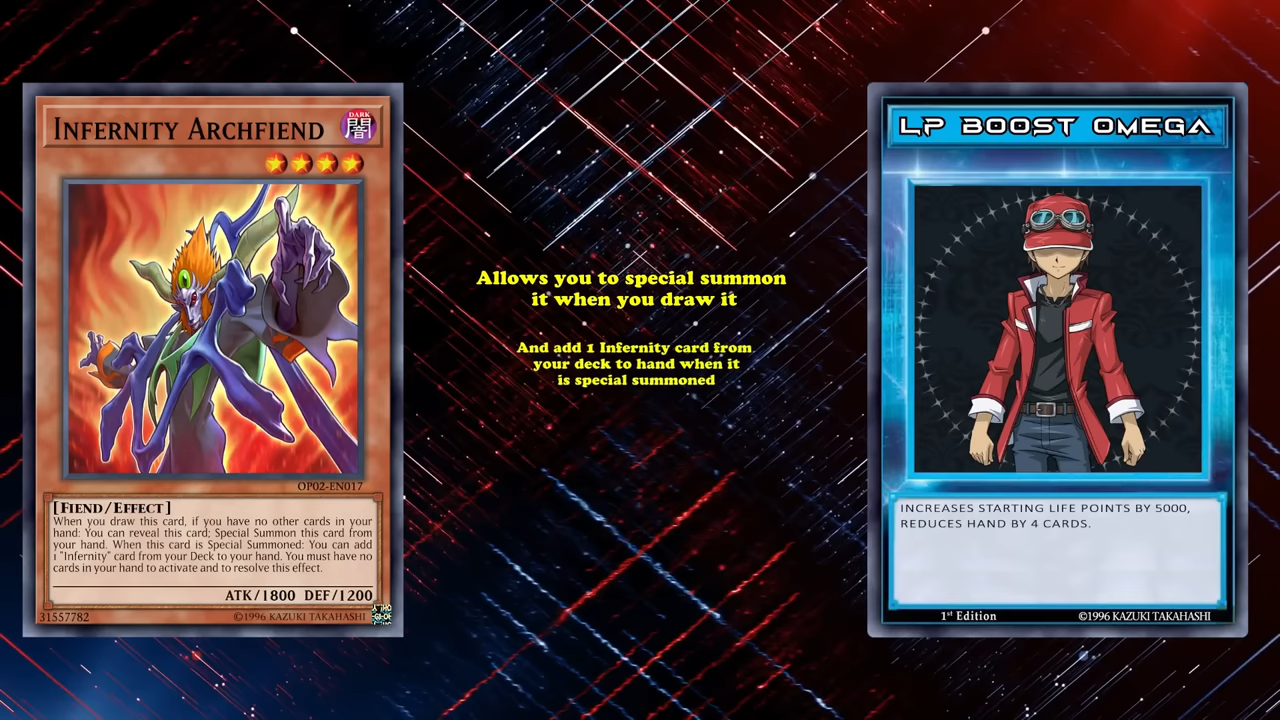 INFERNITY ARCHFIEND
DARK
闇
OP02-EN017
[FIEND/EFFECT]
When you draw this card, if you have no other cards in your
hand: You can reveal this card; Special Summon this card from
your hand. When this card is Special Summoned: You can add
1 "Infernity" card from your Deck to your hand. You must have no
cards in your hand to activate and to resolve this effect.
ATK/1800 DEF/1200
31557782
©1996 KAZUKI TAKAHASHI
Allows you to special summon
it when you draw it
And add 1 Infernity card from
your deck to hand when it
is special summoned
LP BOOST OMEGA
INCREASES STARTING LIFE POINTS BY 5000,
REDUCES HAND BY 4 CARDS.
1st Edition
©1996 KAZUKI TAKAHASHI